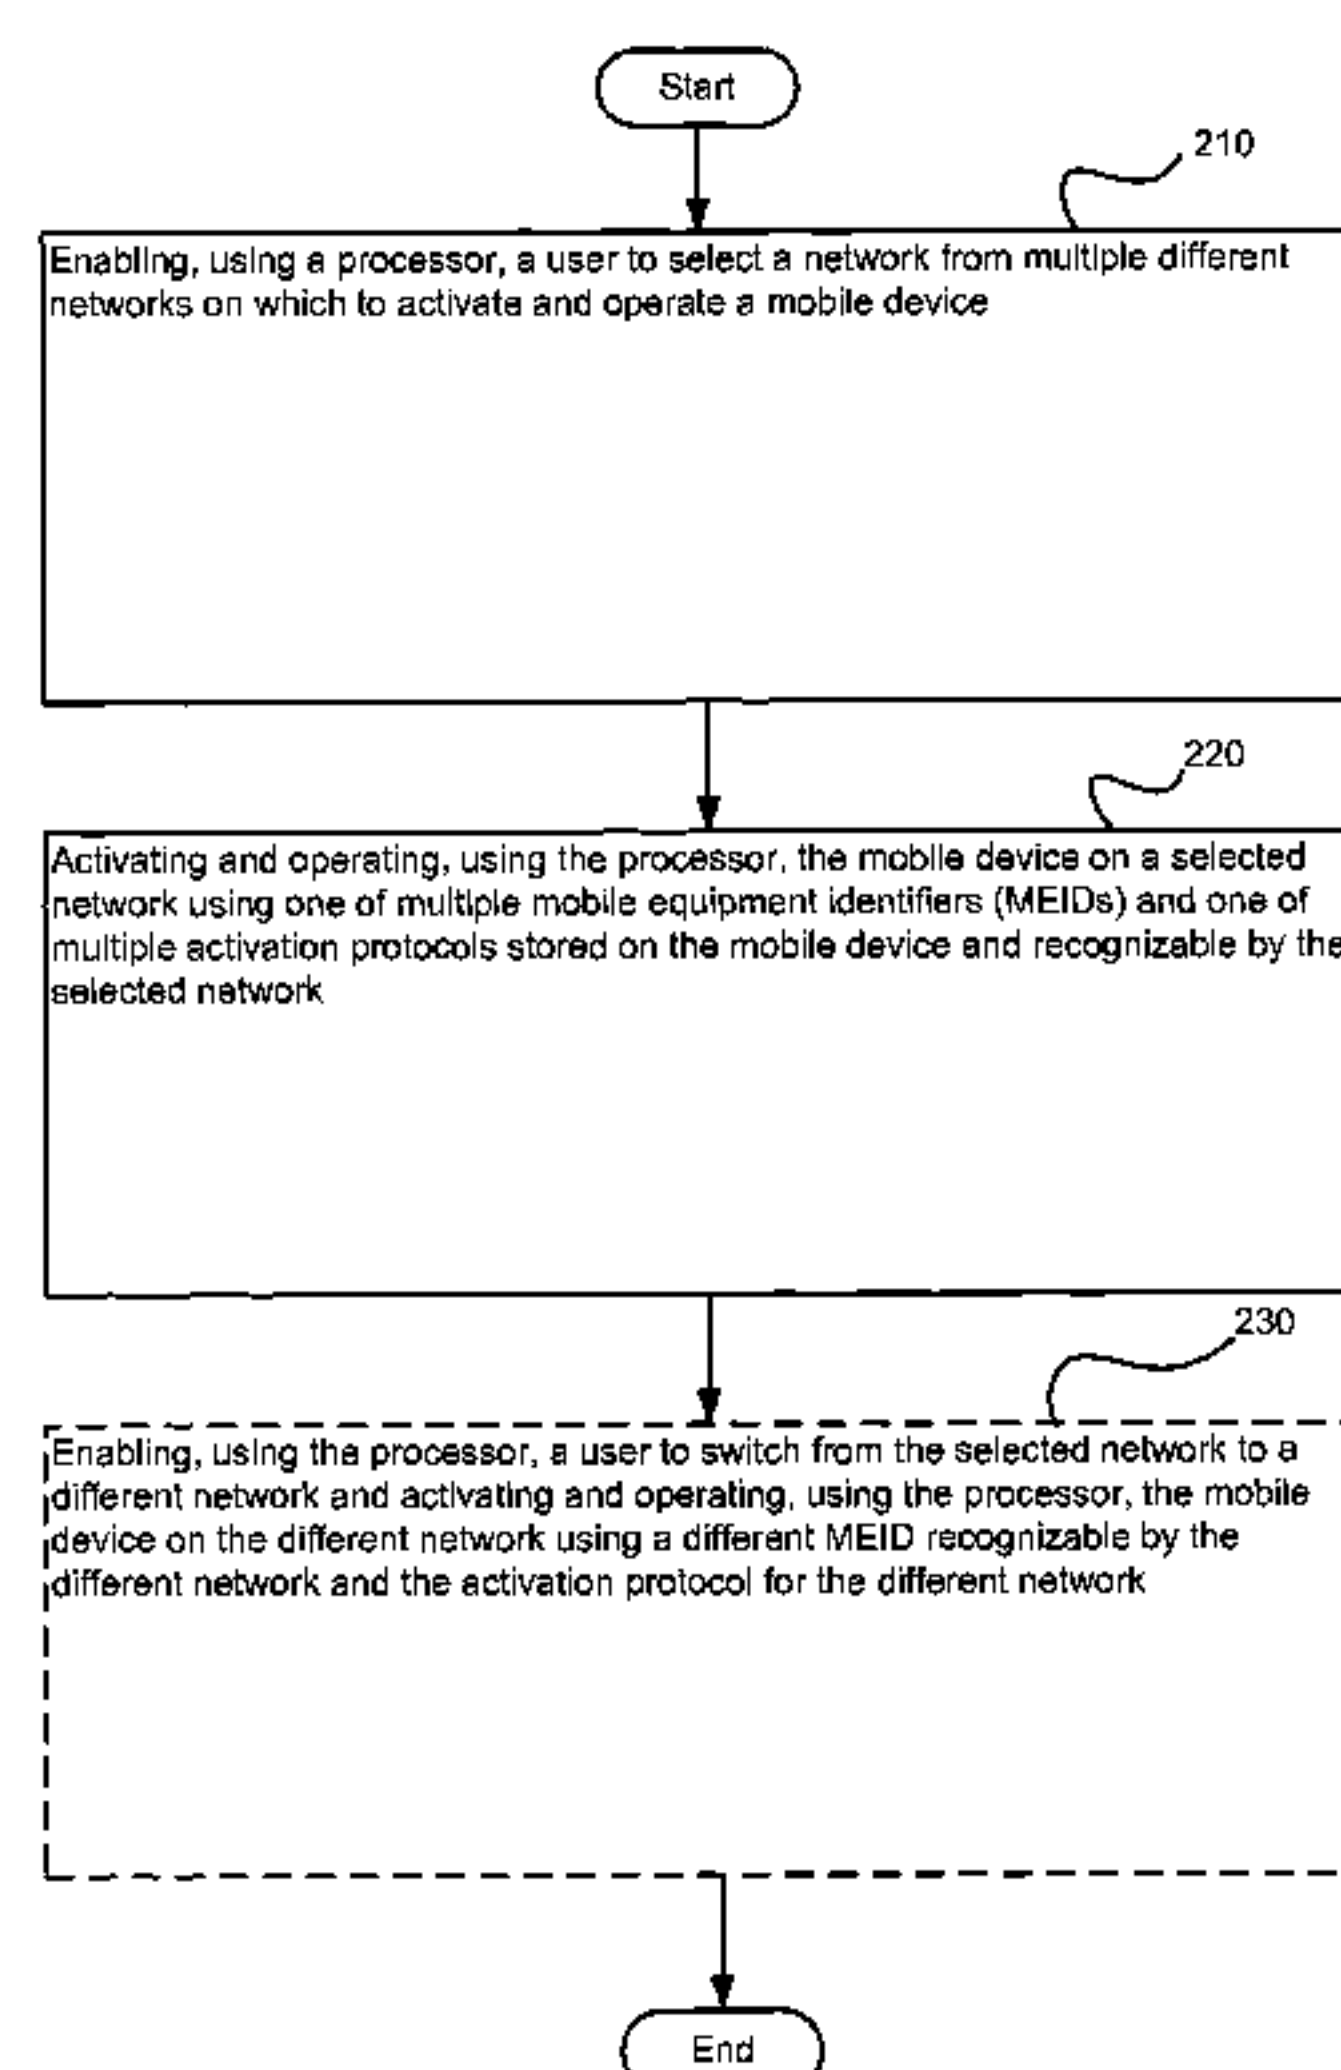 Start
210
Enabling, using a processor, a user to select a network from multiple different
networks on which to activate and operate a mobile device
220
Activating and operating, using the processor, the mobile device on a selected
network using one of multiple mobile equipment identifiers (MEIDs) and one of
multiple activation protocols stored on the mobile device and recognizable by the
selected network
230
Enabling, using the processor, a user to switch from the selected network to a
different network and activating and operating, using the processor, the mobile
device on the different network using a different MEID recognizable by the
different network and the activation protocol for the different network
End